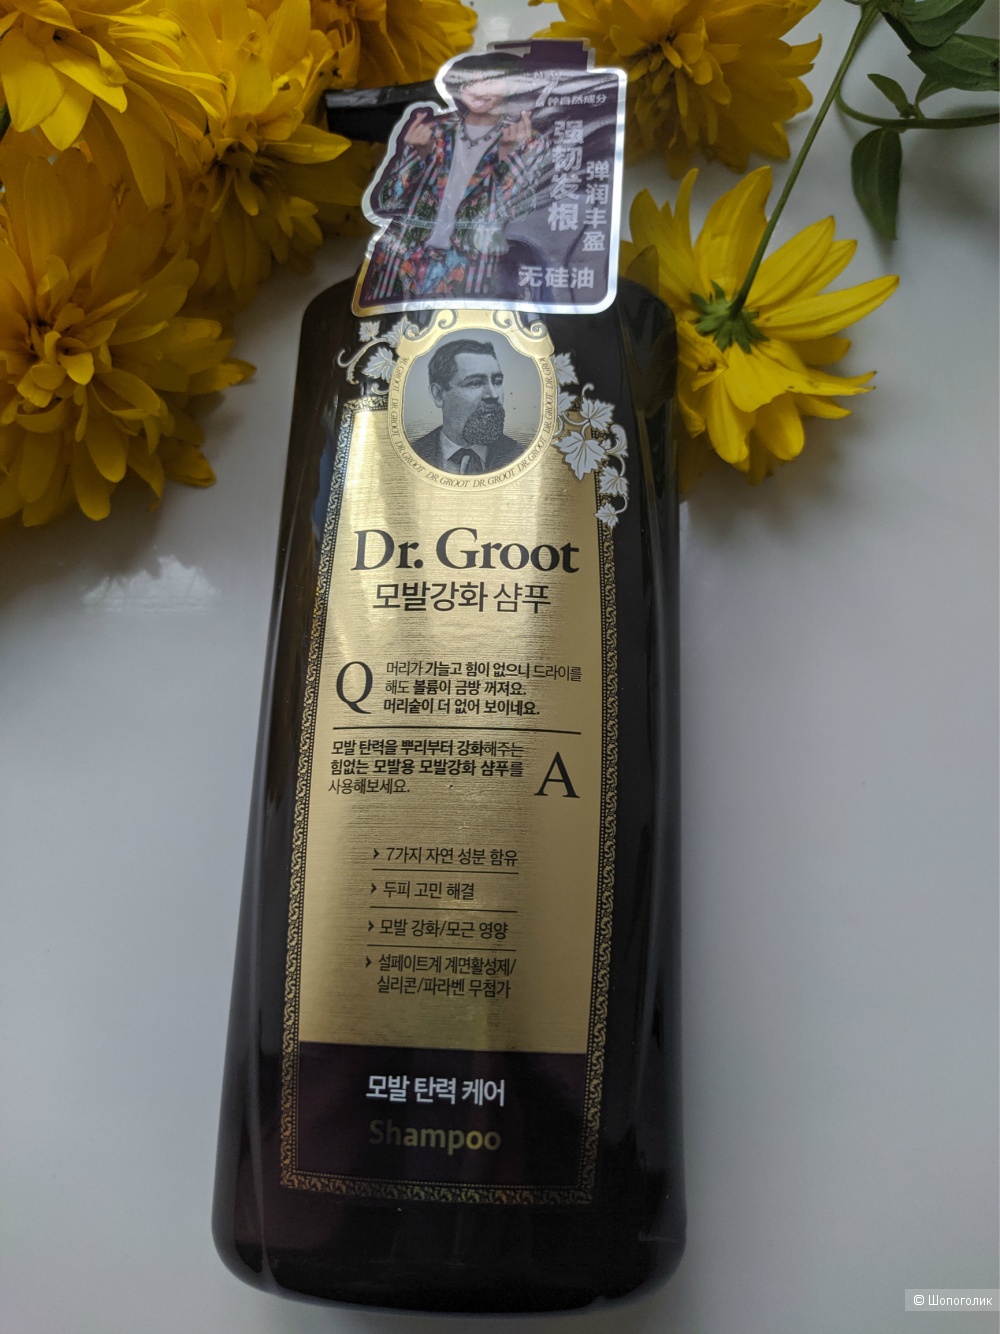 种自然成分
强韧发根
弹润丰盈
无硅油
DR. GROOT DR. GROOT DR. GROOT DR. GROOT
Dr. Groot
모발강화 샴푸
Q
머리가 가늘고 힘이 없으니 드라이를
해도 볼륨이 금방 꺼져요.
머리숱이 더 없어 보이네요.
모발 탄력을 뿌리부터 강화해주는
힘없는 모발용 모발강화 샴푸를
사용해보세요.
A
› 7가지 자연 성분 함유
› 두피 고민 해결
› 모발 강화/모근 영양
› 설페이트계 계면활성제/
실리콘/파라벤 무첨가
모발 탄력 케어
Shampoo
© Шопоголик